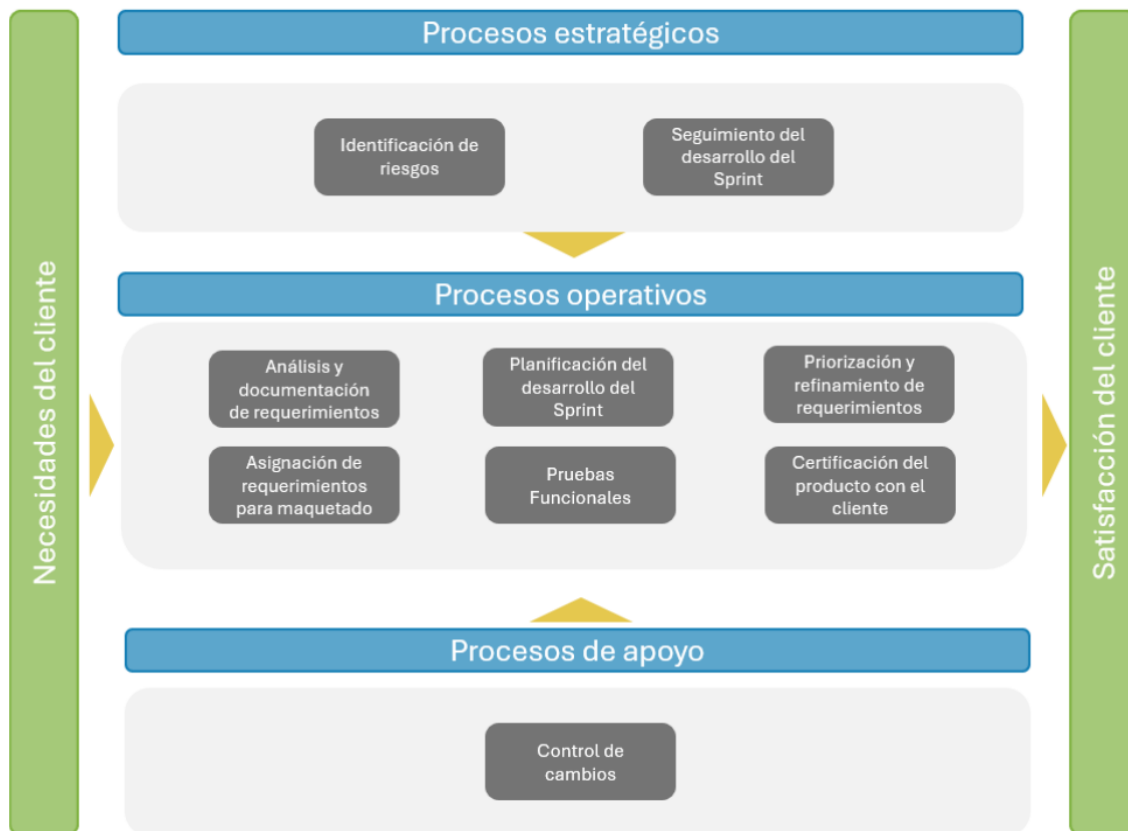 Necesidades del cliente
Procesos estratégicos
Identificación de
riesgos
Seguimiento del
desarrollo del
Sprint
Procesos operativos
Análisis y
documentación
de requerimientos
Planificación del
desarrollo del
Sprint
Priorización y
refinamiento de
requerimientos
Asignación de
requerimientos
para maquetado
Pruebas
Funcionales
Certificación del
producto con el
cliente
Procesos de apoyo
Control de
cambios
Satisfacción del cliente